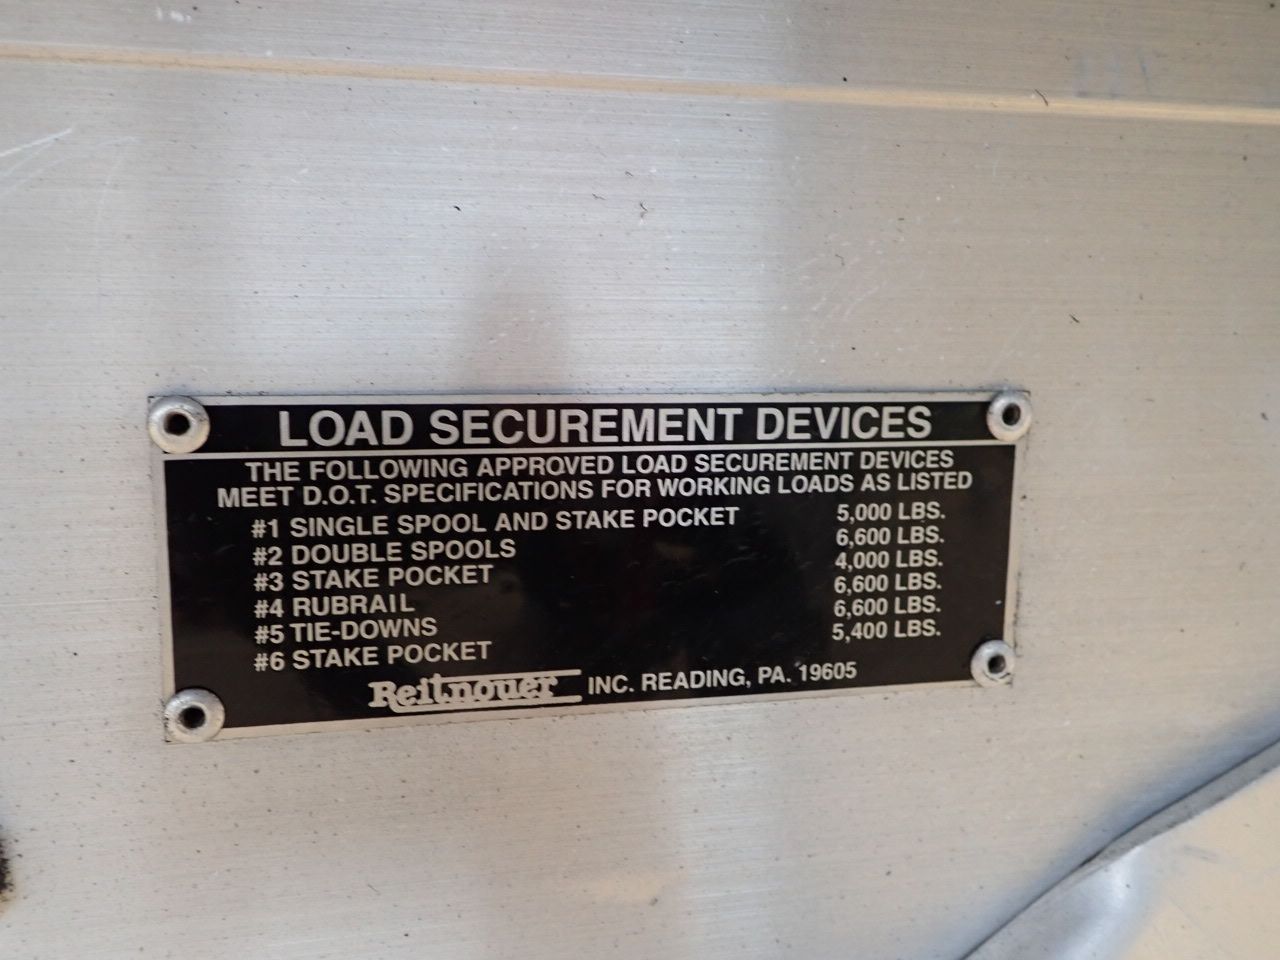 LOAD SECUREMENT DEVICES
THE FOLLOWING APPROVED LOAD SECUREMENT DEVICES
MEET D.O.T. SPECIFICATIONS FOR WORKING LOADS AS LISTED
#1 SINGLE SPOOL AND STAKE POCKET 5,000 LBS.
#2 DOUBLE SPOOLS 6,600 LBS.
#3 STAKE POCKET 4,000 LBS.
#4 RUBRAIL 6,600 LBS.
#5 TIE-DOWNS 6,600 LBS.
#6 STAKE POCKET 5,400 LBS.
Reitnouer INC. READING, PA. 19605